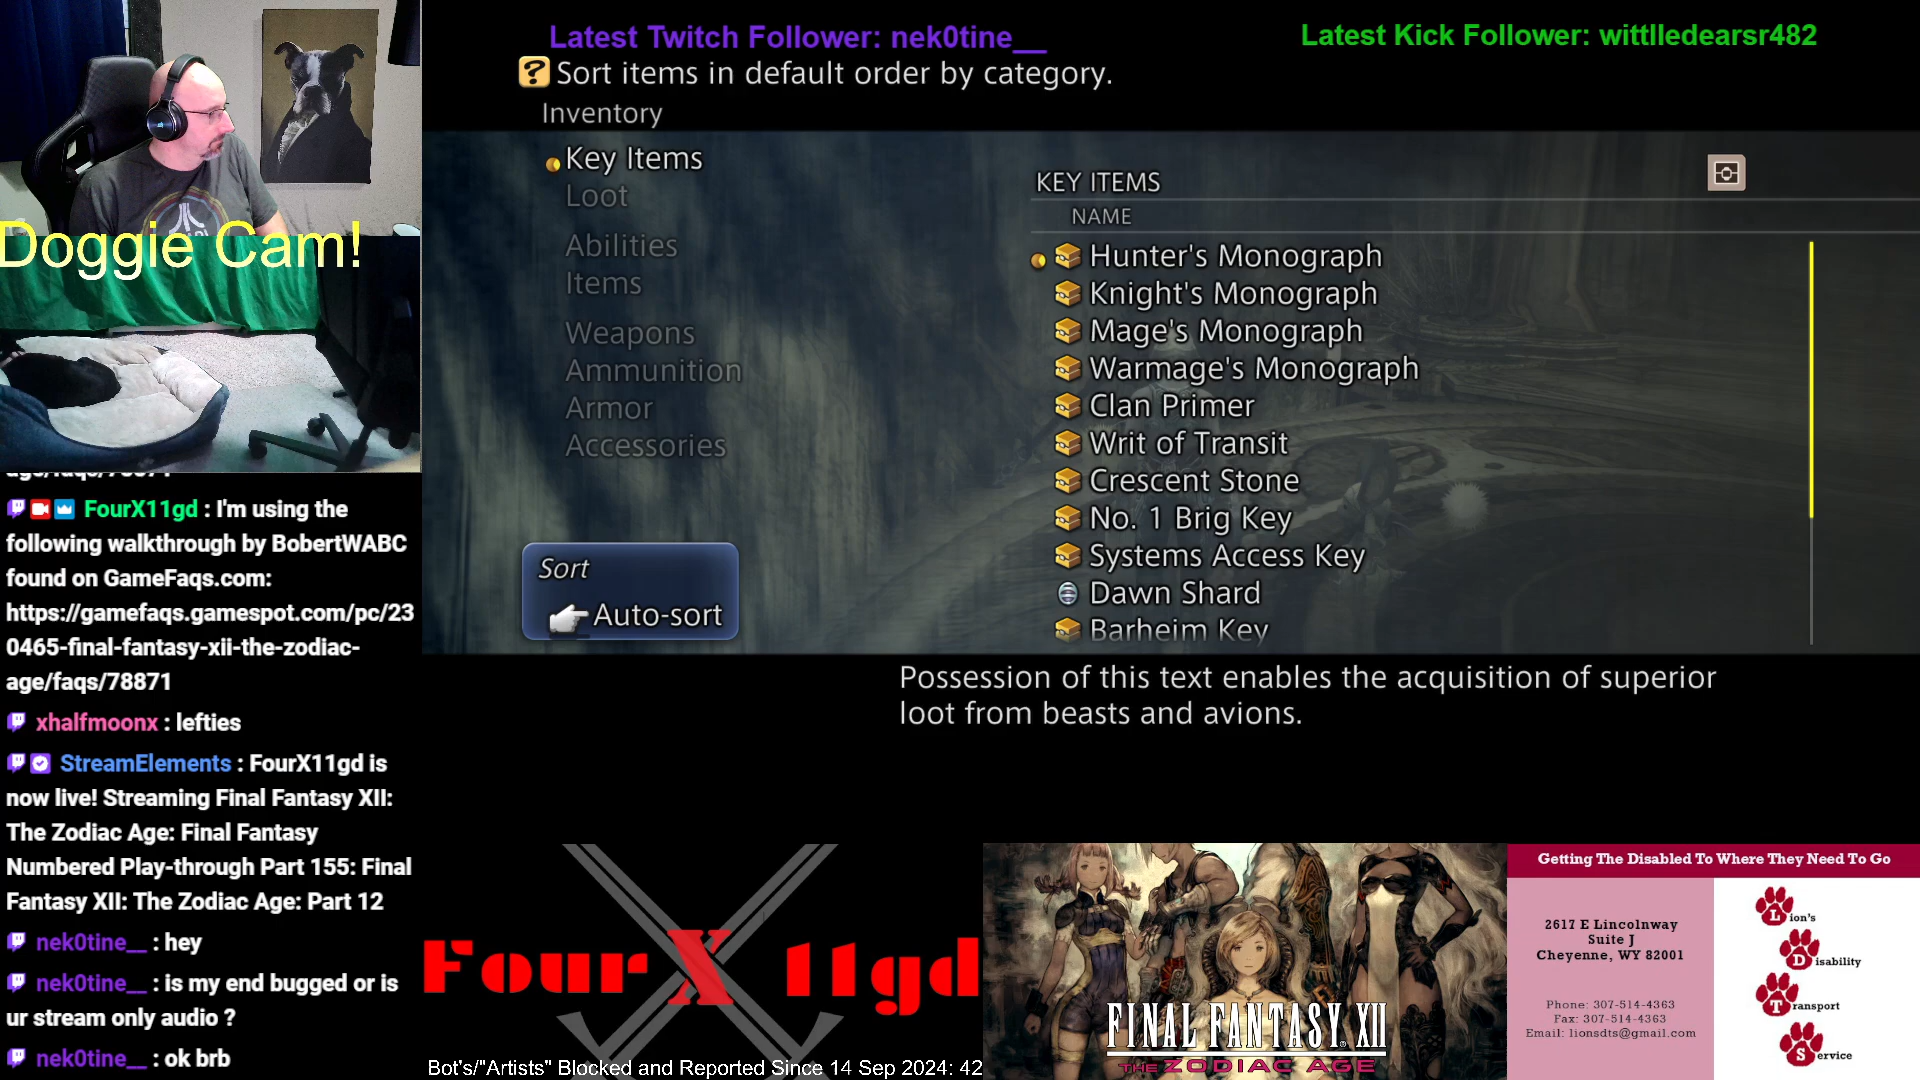 Latest Twitch Follower: nek0tine__
Latest Kick Follower: wittlledearsr482
? Sort items in default order by category.
Inventory
Key Items
Loot
Abilities
Items
Weapons
Ammunition
Armor
Accessories
Sort
Auto-sort
KEY ITEMS
NAME
Hunter's Monograph
Knight's Monograph
Mage's Monograph
Warmage's Monograph
Clan Primer
Writ of Transit
Crescent Stone
No. 1 Brig Key
Systems Access Key
Dawn Shard
Barheim Key
Possession of this text enables the acquisition of superior
loot from beasts and avions.
Doggie Cam!
age/faqs/78871
FourX11gd : I'm using the
following walkthrough by BobertWABC
found on GameFaqs.com:
https://gamefaqs.gamespot.com/pc/23
0465-final-fantasy-xii-the-zodiac-
age/faqs/78871
xhalfmoonx : lefties
StreamElements : FourX11gd is
now live! Streaming Final Fantasy XII:
The Zodiac Age: Final Fantasy
Numbered Play-through Part 155: Final
Fantasy XII: The Zodiac Age: Part 12
nek0tine__ : hey
nek0tine__ : is my end bugged or is
ur stream only audio ?
nek0tine__ : ok brb
Four X 11gd
Bot's/"Artists" Blocked and Reported Since 14 Sep 2024: 42
FINAL FANTASY XII
THE ZODIAC AGE
Getting The Disabled To Where They Need To Go
2617 E Lincolnway
Suite J
Cheyenne, WY 82001
Phone: 307-514-4363
Fax: 307-514-4363
Email: lionsdts@gmail.com
Lion's
Disability
Transport
Service